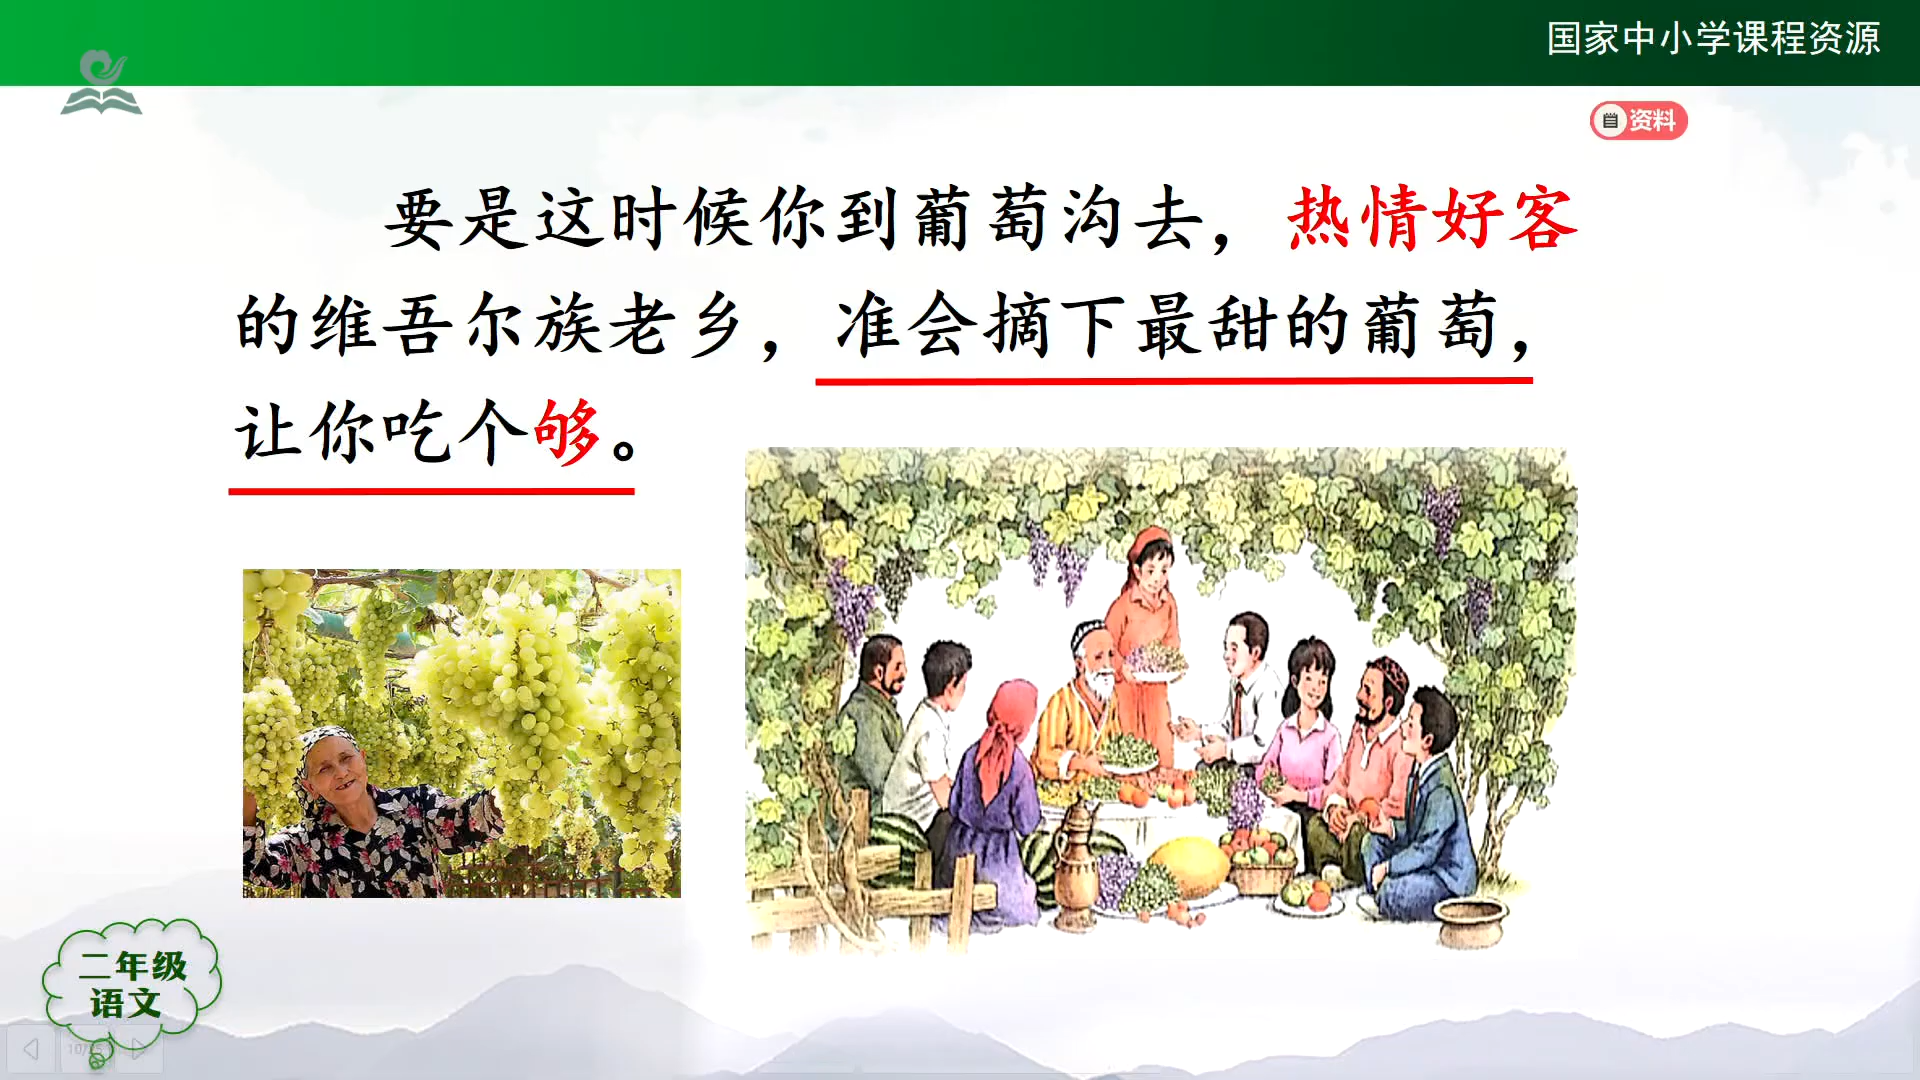 国家中小学课程资源
资料
要是这时候你到葡萄沟去，热情好客
的维吾尔族老乡，准会摘下最甜的葡萄，
让你吃个够。
二年级
语文